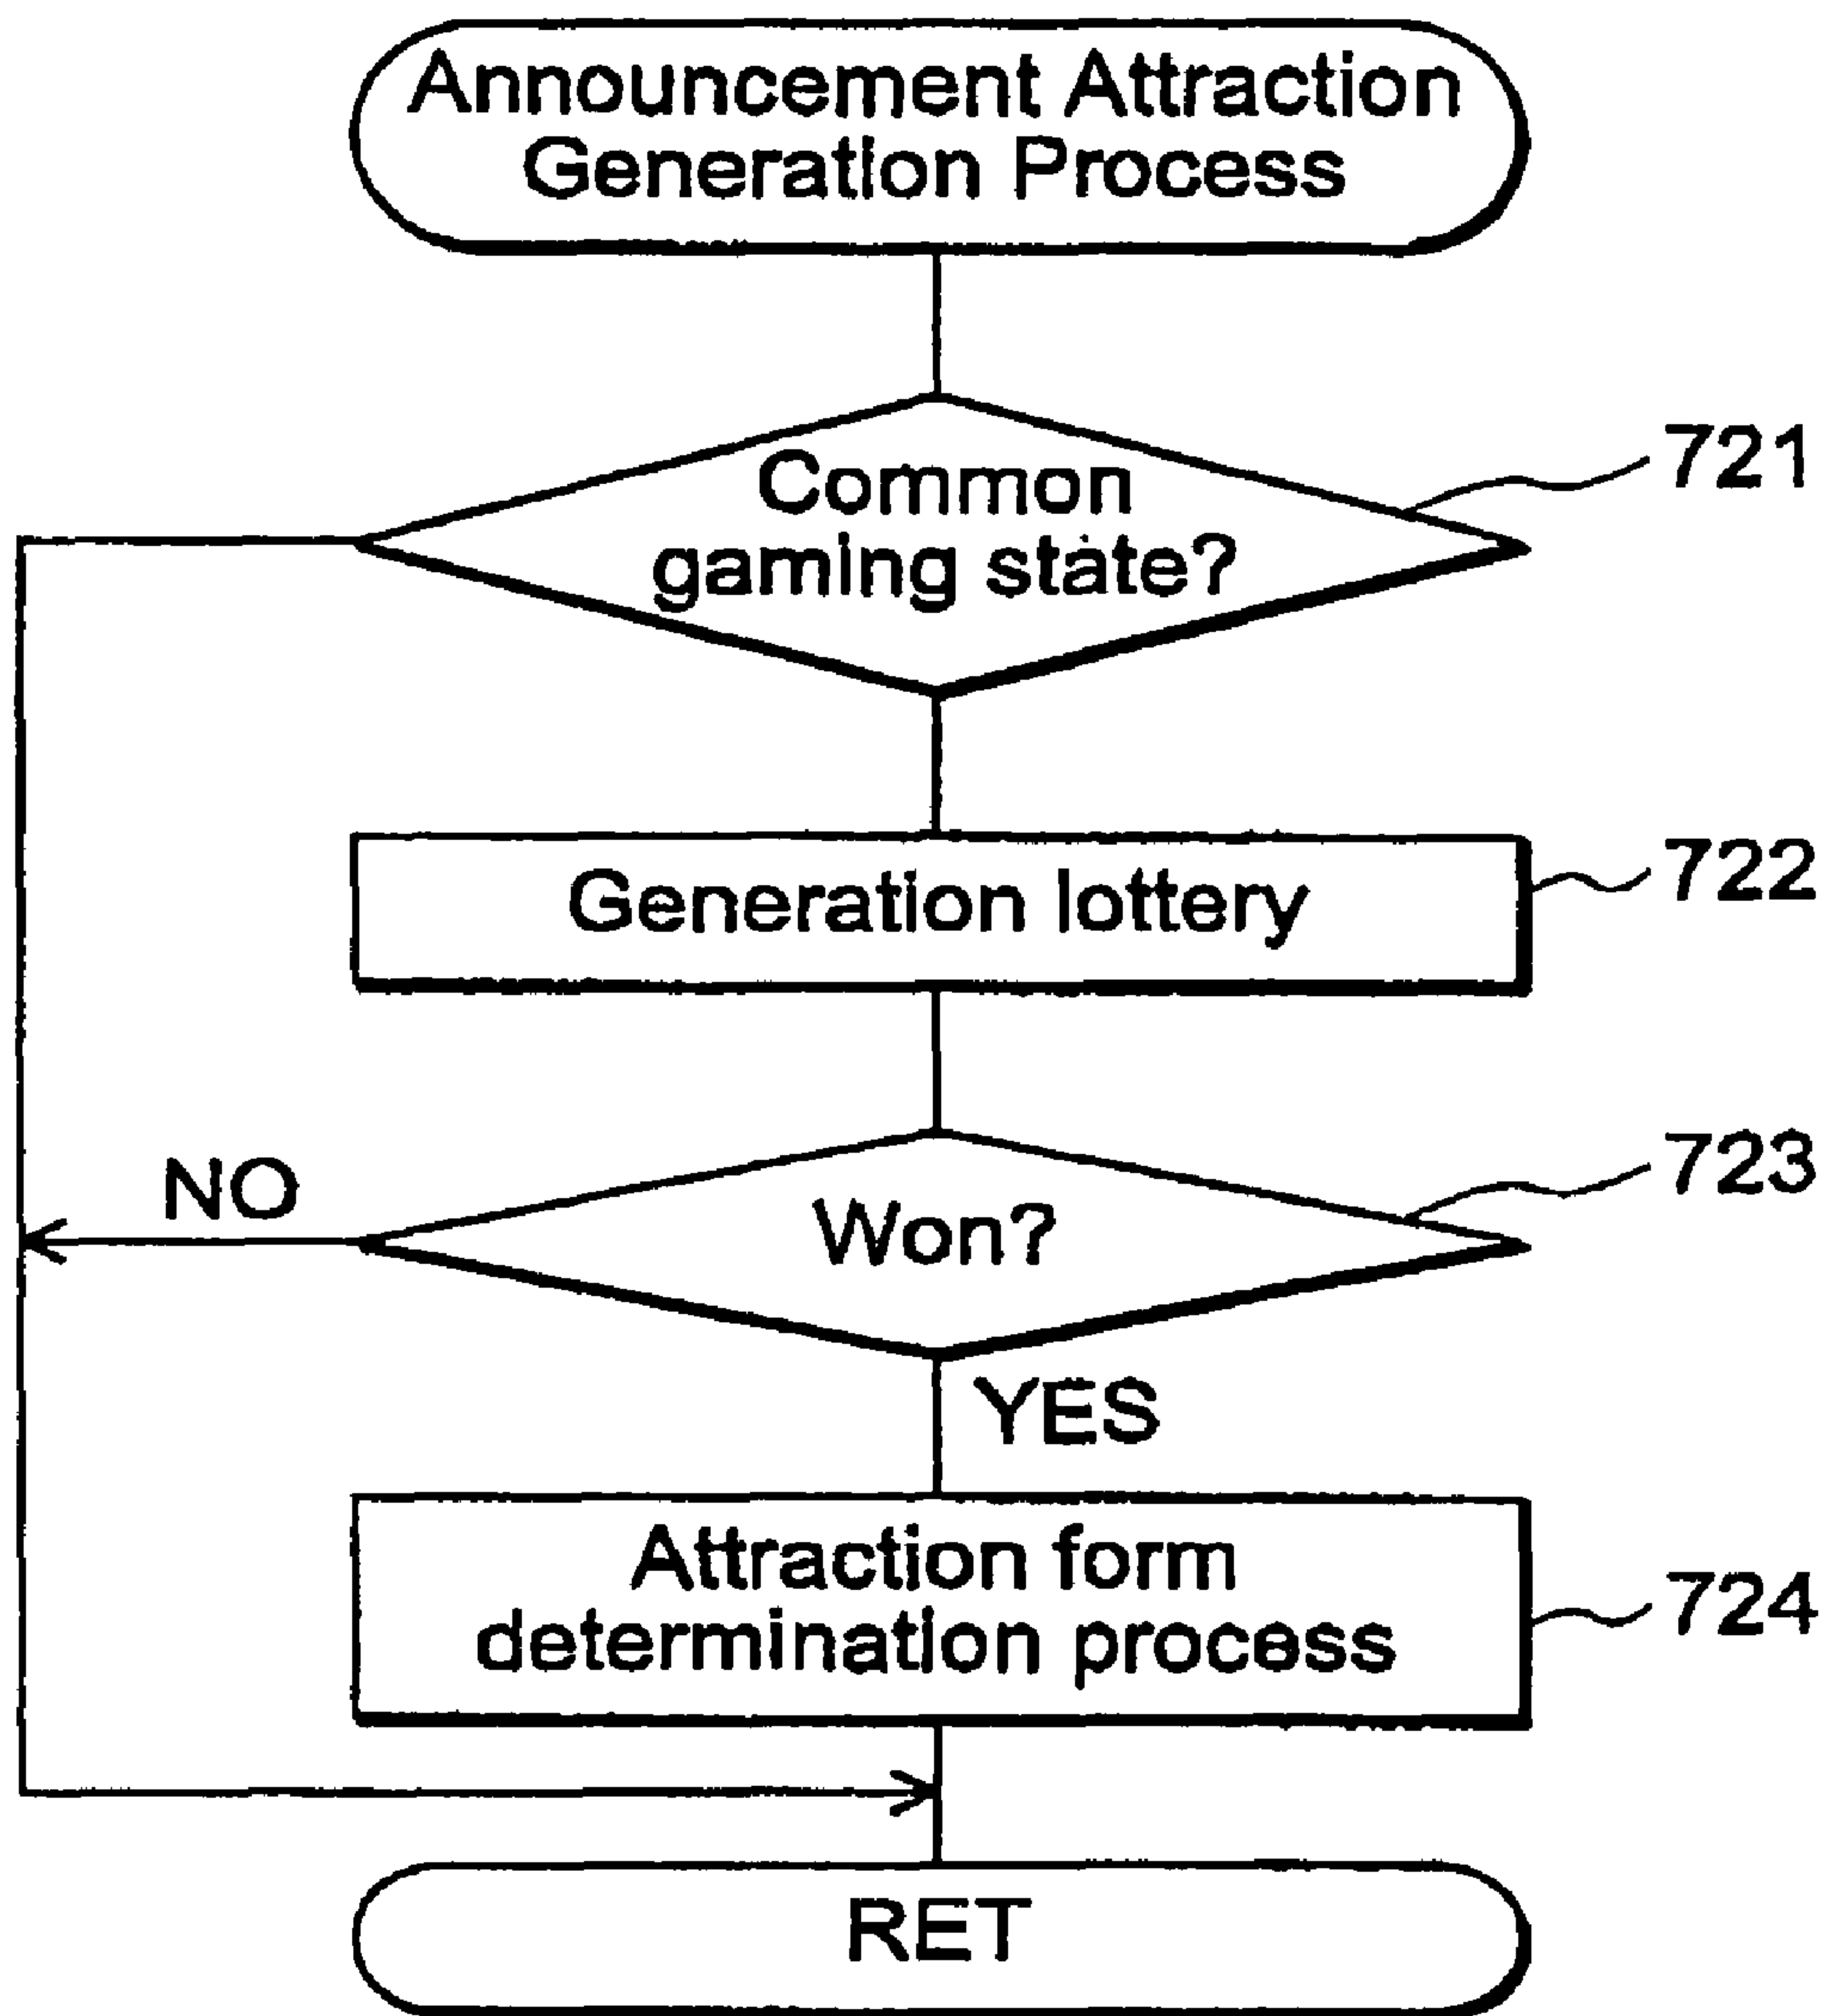 Announcement Attraction
Generation Process
Common
gaming state?
721
Generation lottery
722
Won?
723
NO
YES
Attraction form
determination process
724
RET